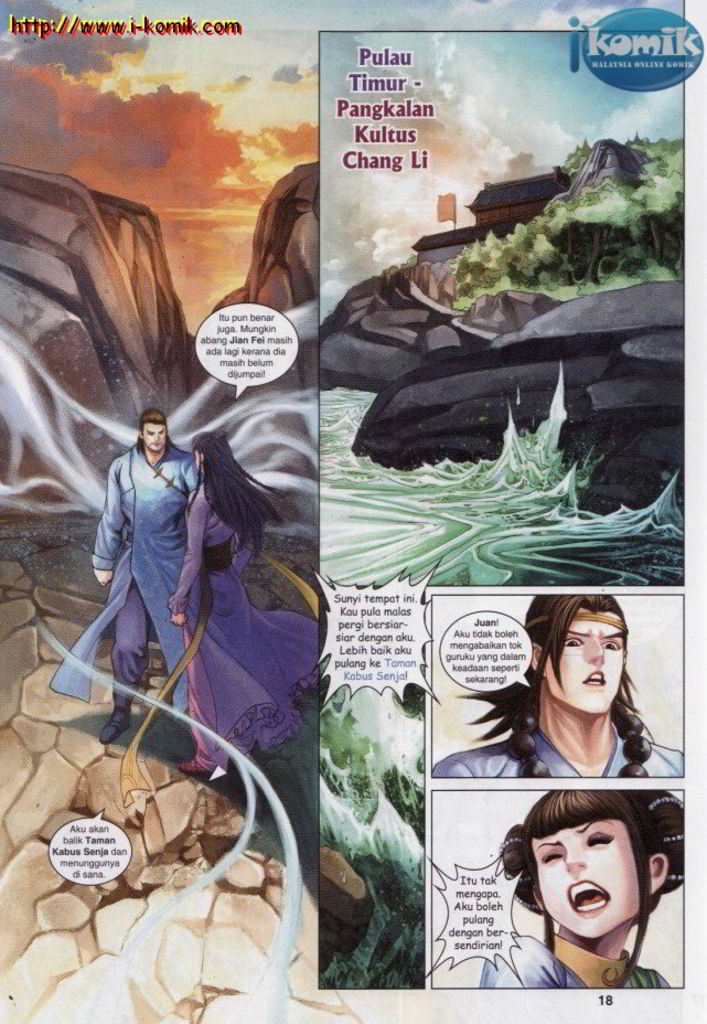 http://www.i-komik.com
ikomik
MALAYSIA ONLINE KOMIK
Itu pun benar
juga. Mungkin
abang Jian Fei masih
ada lagi kerana dia
masih belum
dijumpai!
Aku akan
balik Taman
Kabus Senja dan
menunggunya
di sana.
Pulau
Timur -
Pangkalan
Kultus
Chang Li
Sunyi tempat ini.
Kau pula malas
pergi bersiar-
siar dengan aku.
Lebih baik aku
pulang ke Taman
Kabus Senja!
Juan!
Aku tidak boleh
mengabaikan tok
guruku yang dalam
keadaan seperti
sekarang!
Itu tak
mengapa.
Aku boleh
pulang
dengan ber-
sendirian!
18